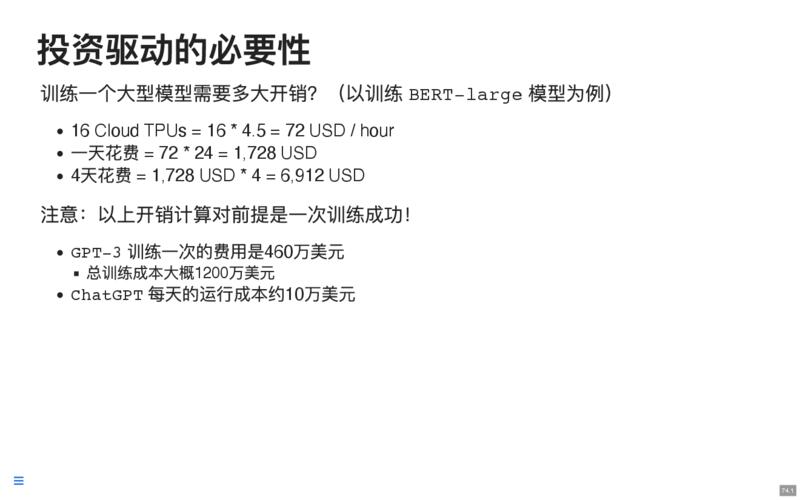 投资驱动的必要性
训练一个大型模型需要多大开销？（以训练 BERT-large 模型为例）
16 Cloud TPUs = 16 * 4.5 = 72 USD / hour
一天花费 = 72 * 24 = 1,728 USD
4天花费 = 1,728 USD * 4 = 6,912 USD
注意：以上开销计算对前提是一次训练成功！
GPT-3 训练一次的费用是460万美元
总训练成本大概1200万美元
ChatGPT 每天的运行成本约10万美元
74.1